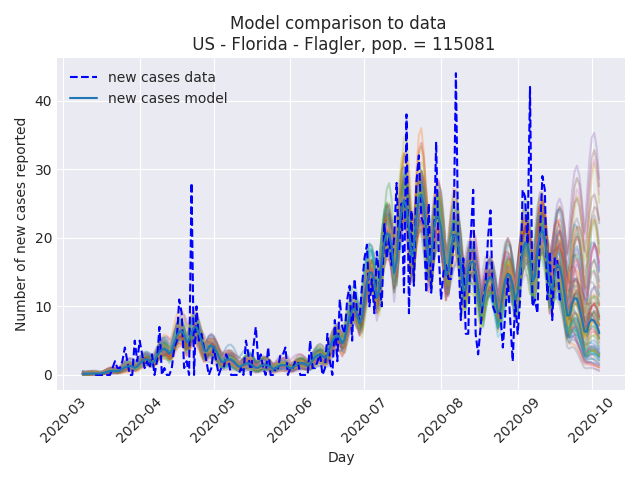 Model comparison to data
US - Florida - Flagler, pop. = 115081
new cases data
new cases model
Number of new cases reported
40
30
20
10
0
2020-03
2020-04
2020-05
2020-06
2020-07
2020-08
2020-09
2020-10
Day